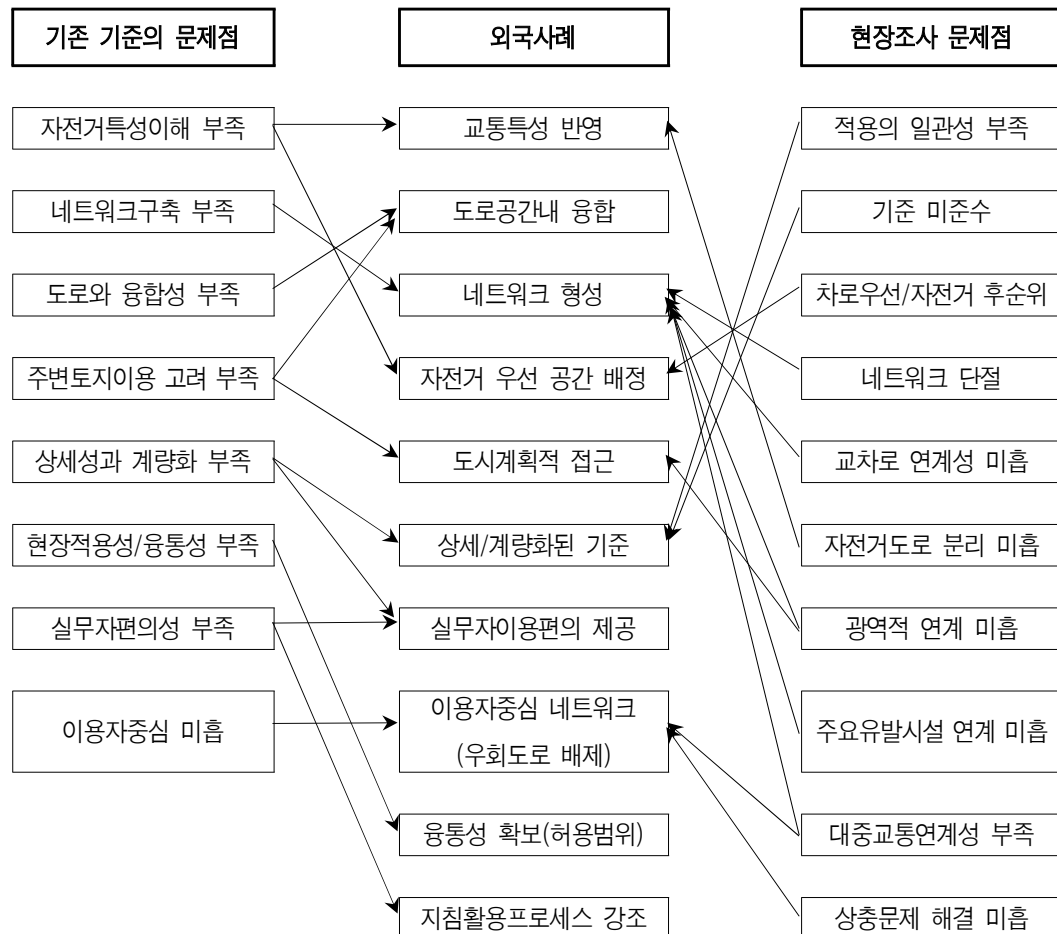 기존 기준의 문제점
외국사례
현장조사 문제점
자전거특성이해 부족
교통특성 반영
적용의 일관성 부족
네트워크구축 부족
도로공간내 융합
기준 미준수
도로와 융합성 부족
네트워크 형성
차로우선/자전거 후순위
주변토지이용 고려 부족
자전거 우선 공간 배정
네트워크 단절
상세성과 계량화 부족
도시계획적 접근
교차로 연계성 미흡
현장적용성/융통성 부족
상세/계량화된 기준
자전거도로 분리 미흡
실무자편의성 부족
실무자이용편의 제공
광역적 연계 미흡
이용자중심 미흡
이용자중심 네트워크
(우회도로 배제)
주요유발시설 연계 미흡
융통성 확보(허용범위)
대중교통연계성 부족
지침활용프로세스 강조
상충문제 해결 미흡